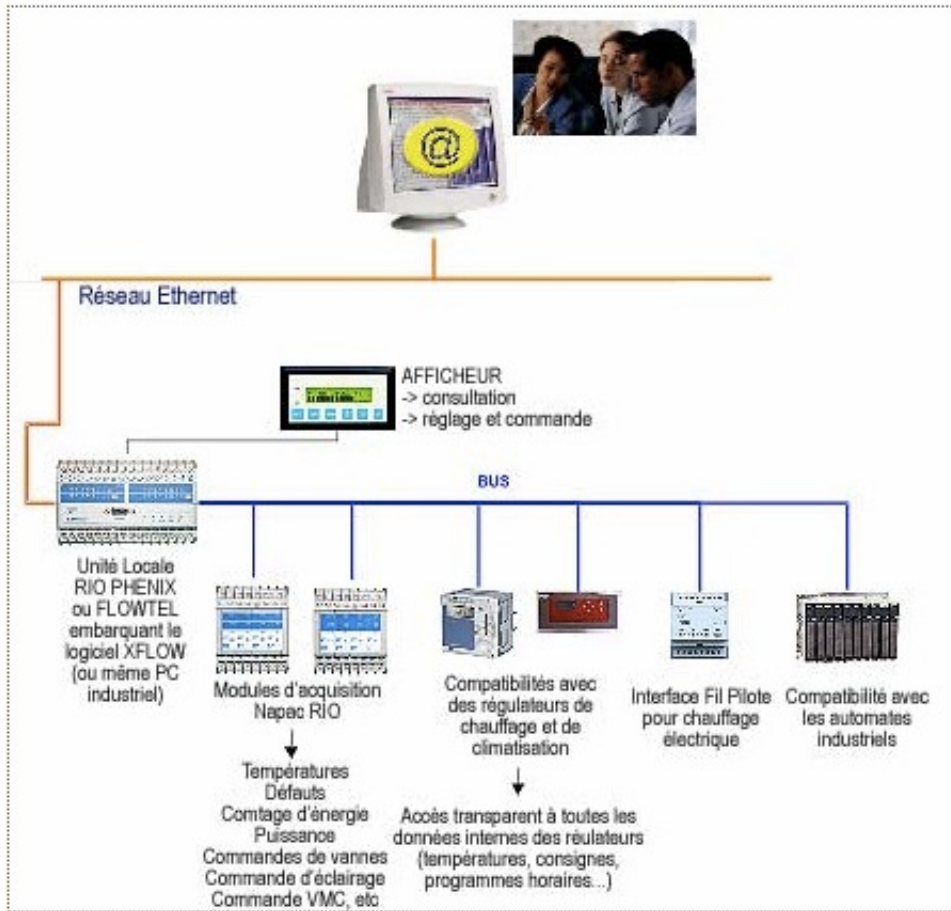 @
Réseau Ethernet
AFFICHEUR
-> consultation
-> réglage et commande
BUS
Unité Locale
RIO PHENIX
ou FLOWTEL
embarquant le
logiciel XFLOW
(ou même PC
industriel)
Modules d'acquisition
Napac RIO
Températures
Défauts
Comtage d'énergie
Puissance
Commandes de vannes
Commande d'éclairage
Commande VMC, etc
Compatibilités avec
des régulateurs de
chauffage et de
climatisation
Accès transparent à toutes les
données internes des réulateurs
(températures, consignes,
programmes horaires...)
Interface Fil Pilote
pour chauffage
électrique
Compatibilité avec
les automates
industriels